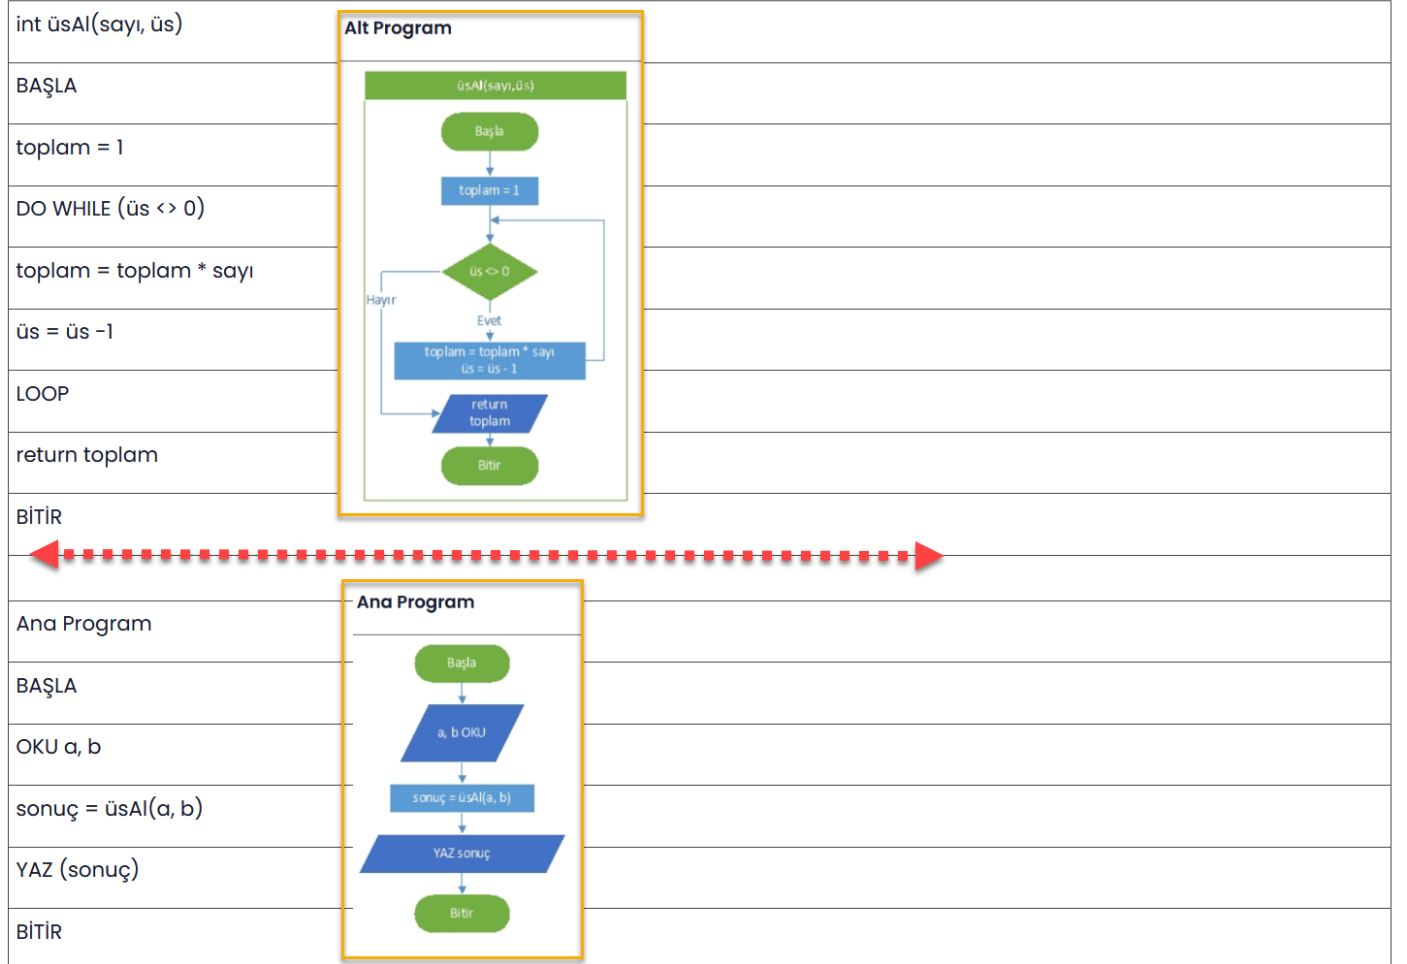 int üsAl(sayı, üs)
BAŞLA
toplam = 1
DO WHILE (üs <> 0)
toplam = toplam * sayı
üs = üs -1
LOOP
return toplam
BİTİR
Alt Program
üsAl(sayı,üs)
Başla
toplam = 1
üs <> 0
Hayır
Evet
toplam = toplam * sayı
üs = üs - 1
return
toplam
Bitir
Ana Program
BAŞLA
OKU a, b
sonuç = üsAl(a, b)
YAZ (sonuç)
BİTİR
Ana Program
Başla
a, b OKU
sonuç = üsAl(a, b)
YAZ sonuç
Bitir